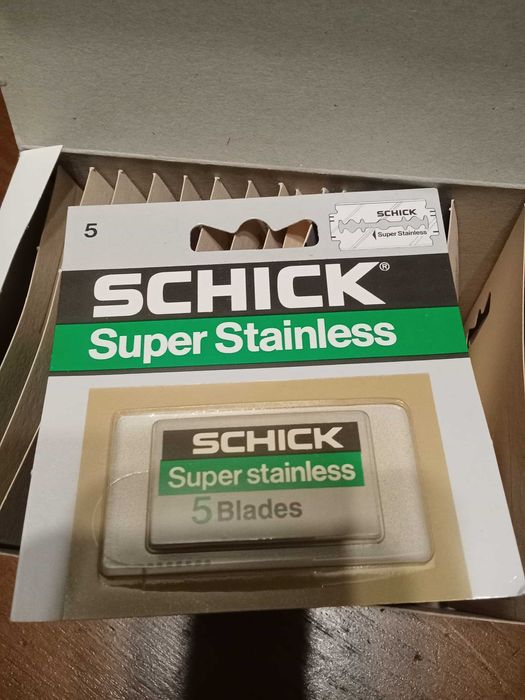 5
SCHICK
Super Stainless
SCHICK®
Super Stainless
SCHICK
Super stainless
5 Blades